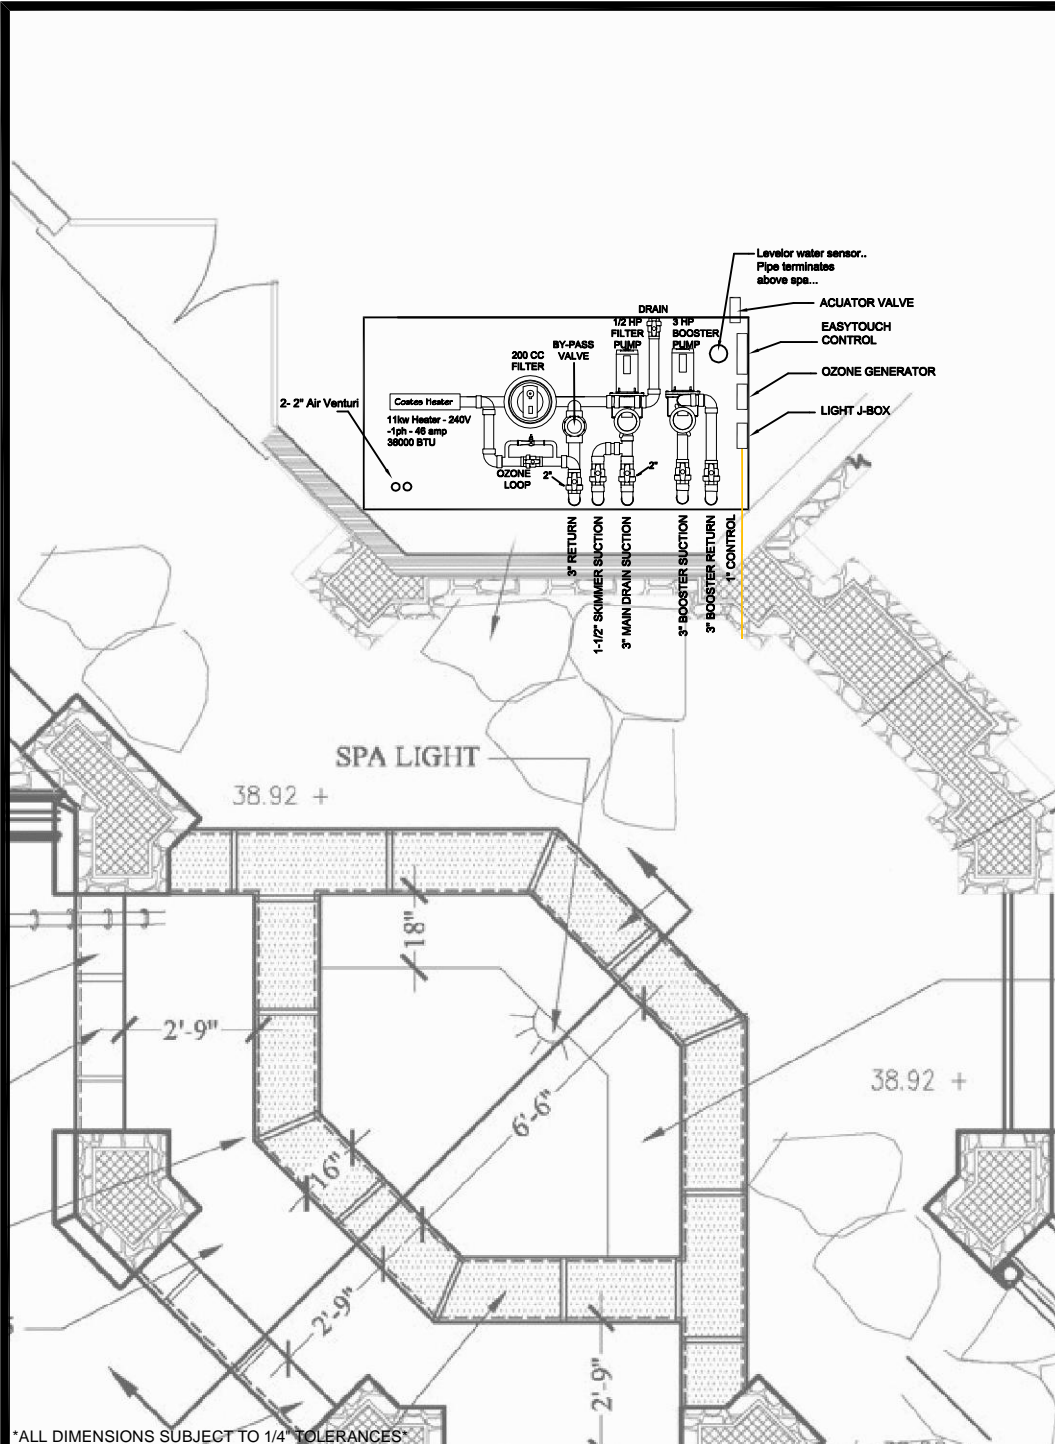 Levelor water sensor..
Pipe terminates
above spa...
ACUATOR VALVE
EASYTOUCH
CONTROL
OZONE GENERATOR
LIGHT J-BOX
DRAIN
1/2 HP
FILTER
PUMP
3 HP
BOOSTER
PUMP
BY-PASS
VALVE
200 CC
FILTER
2- 2" Air Venturi
Coates Heater
11kw Heater - 240V
-1ph - 46 amp
38000 BTU
OZONE
LOOP
2"
2"
3" RETURN
1-1/2" SKIMMER SUCTION
3" MAIN DRAIN SUCTION
3" BOOSTER SUCTION
3" BOOSTER RETURN
1" CONTROL
SPA LIGHT
38.92 +
18"
2'-9"
6'-6"
38.92 +
16"
2'-9"
2'-9"
*ALL DIMENSIONS SUBJECT TO 1/4" TOLERANCES*